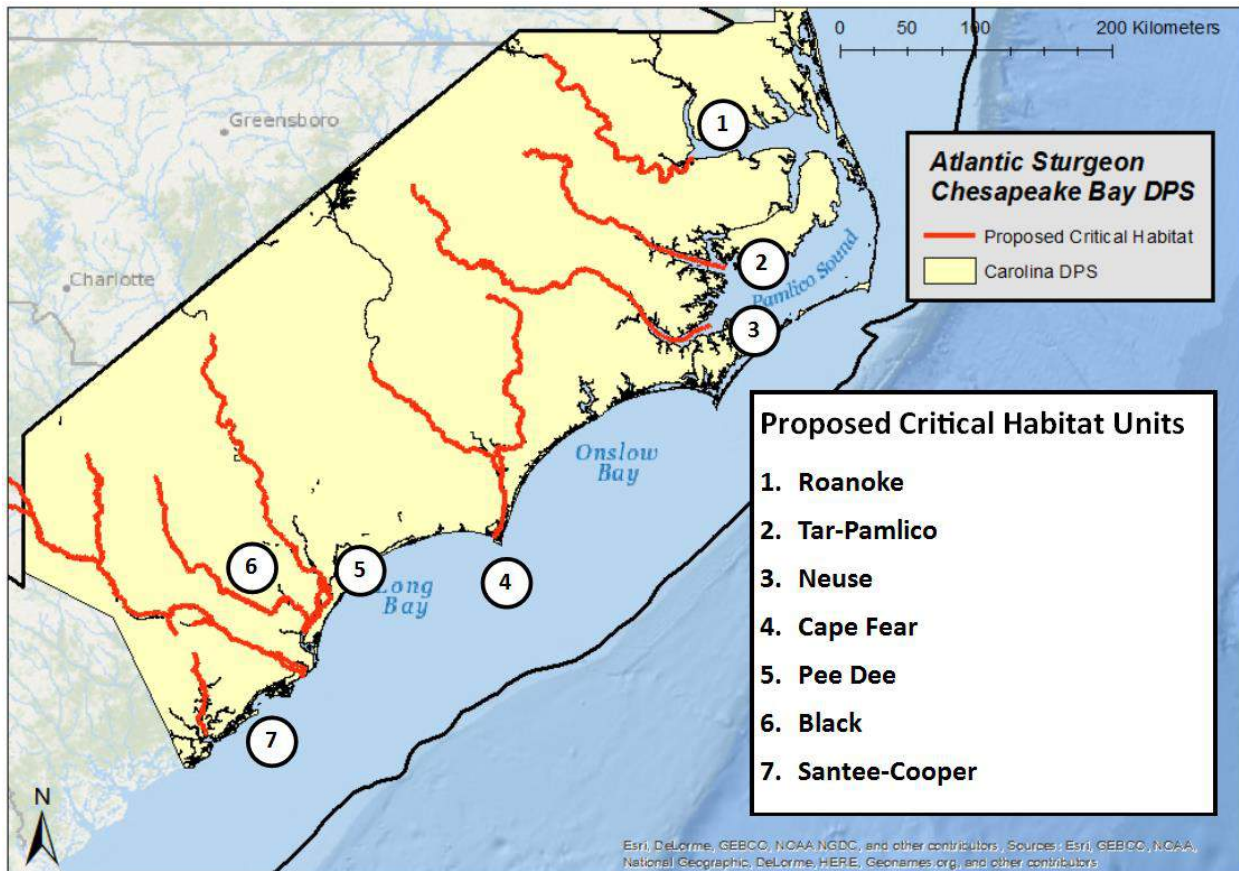 0 50 100 200 Kilometers
Greensboro
Charlotte
1
2
3
4
5
6
7
Pamlico Sound
Onslow
Bay
Long
Bay
N
Atlantic Sturgeon
Chesapeake Bay DPS
Proposed Critical Habitat
Carolina DPS
Proposed Critical Habitat Units
1. Roanoke
2. Tar-Pamlico
3. Neuse
4. Cape Fear
5. Pee Dee
6. Black
7. Santee-Cooper
Esri, DeLorme, GEBCO, NOAA NGDC, and other contributors, Sources: Esri, GEBCO, NOAA,
National Geographic, DeLorme, HERE, Geonames.org, and other contributors